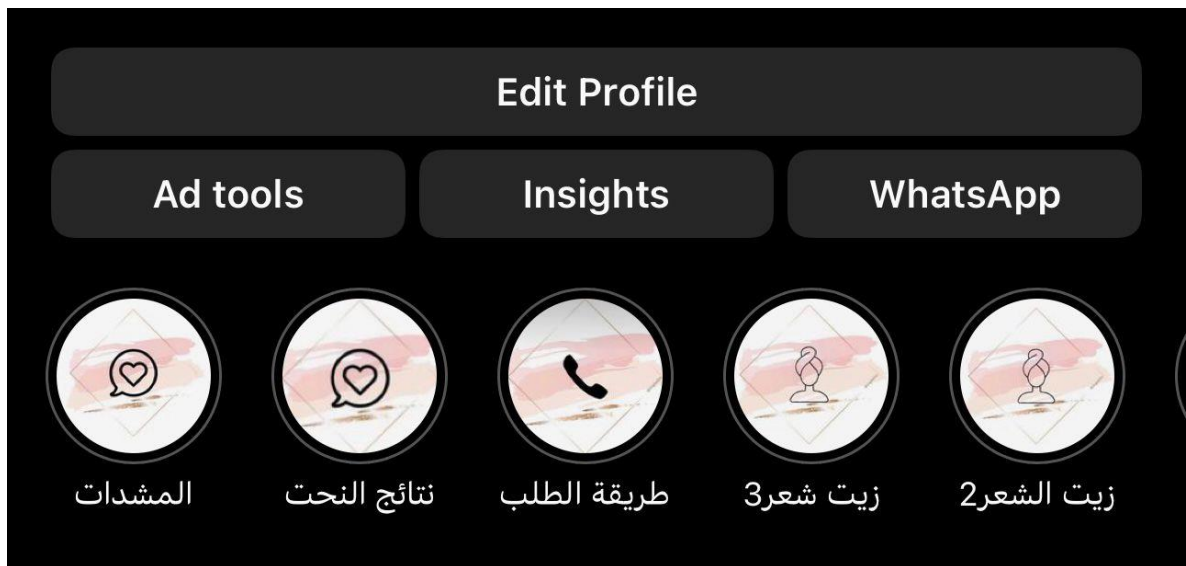 Edit Profile
Ad tools
Insights
WhatsApp
المشدات
نتائج النحت
طريقة الطلب
زيت شعر3
زيت الشعر2